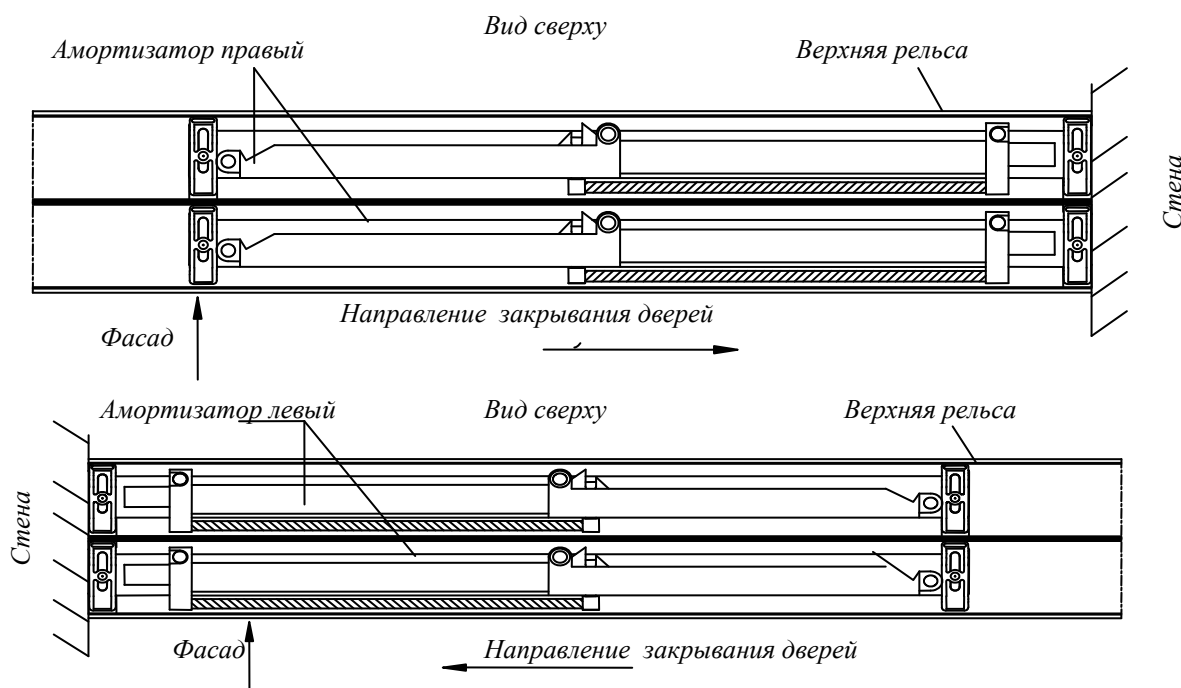 Вид сверху
Амортизатор правый
Верхняя рельса
Стена
Направление закрывания дверей
Фасад
Амортизатор левый
Вид сверху
Верхняя рельса
Стена
Фасад
Направление закрывания дверей